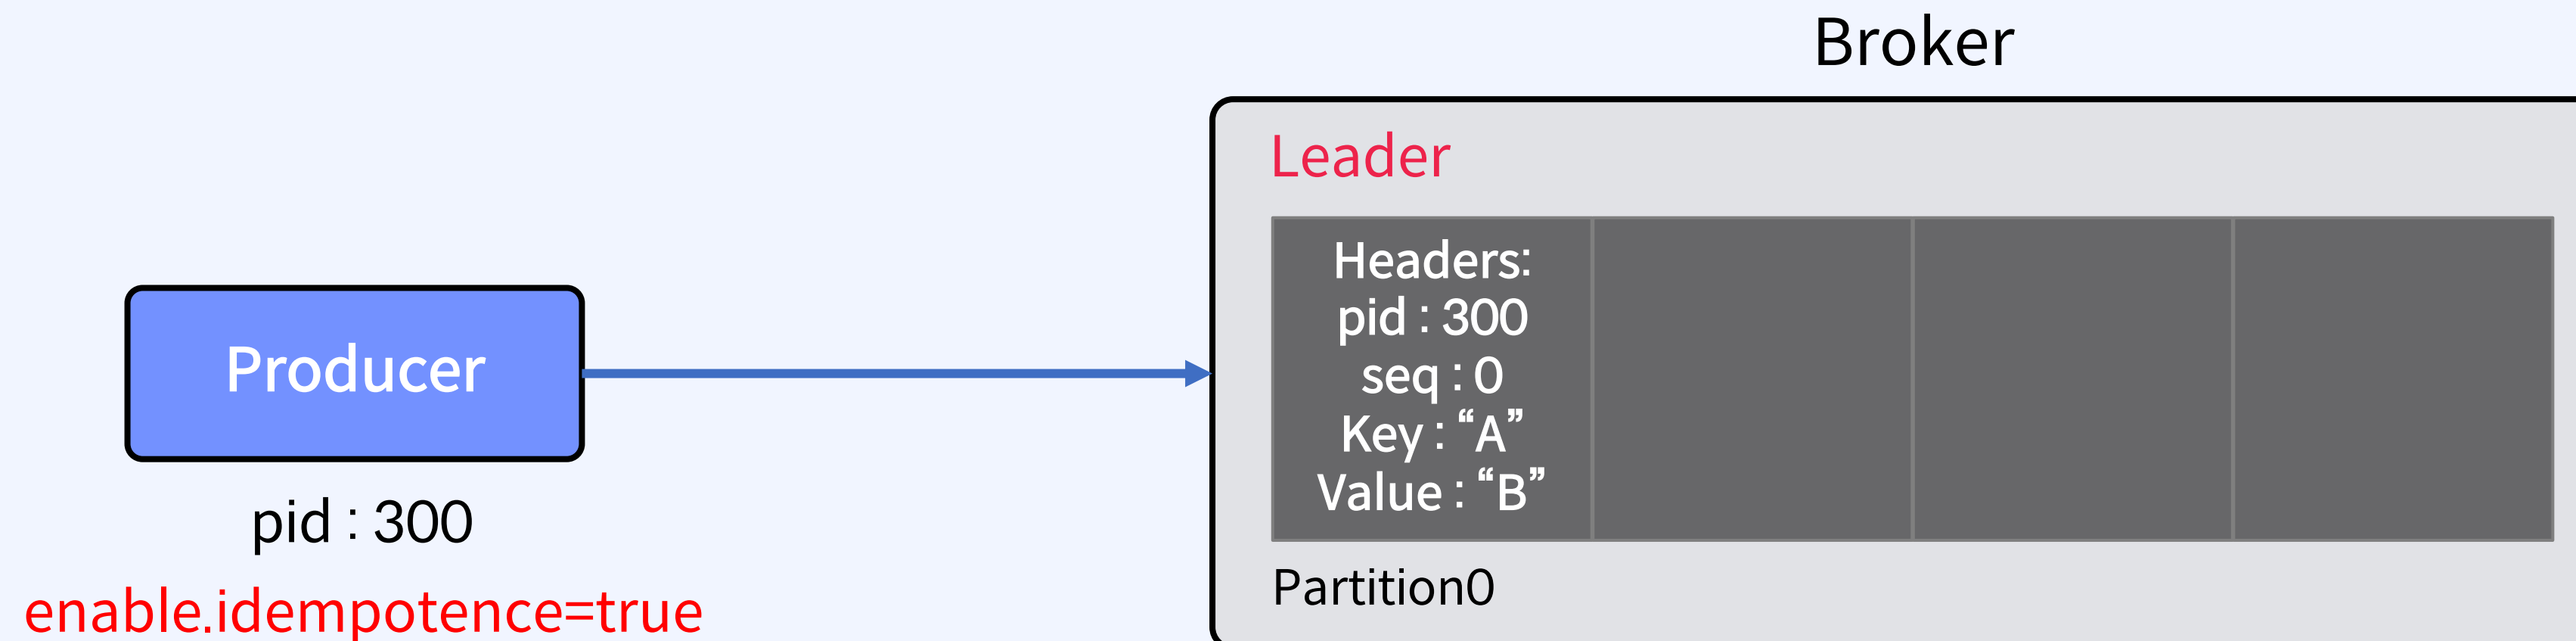 Broker
Leader
Headers:
pid : 300
seq : 0
Key : “A”
Value : “B”
Partition0
Producer
pid : 300
enable.idempotence=true